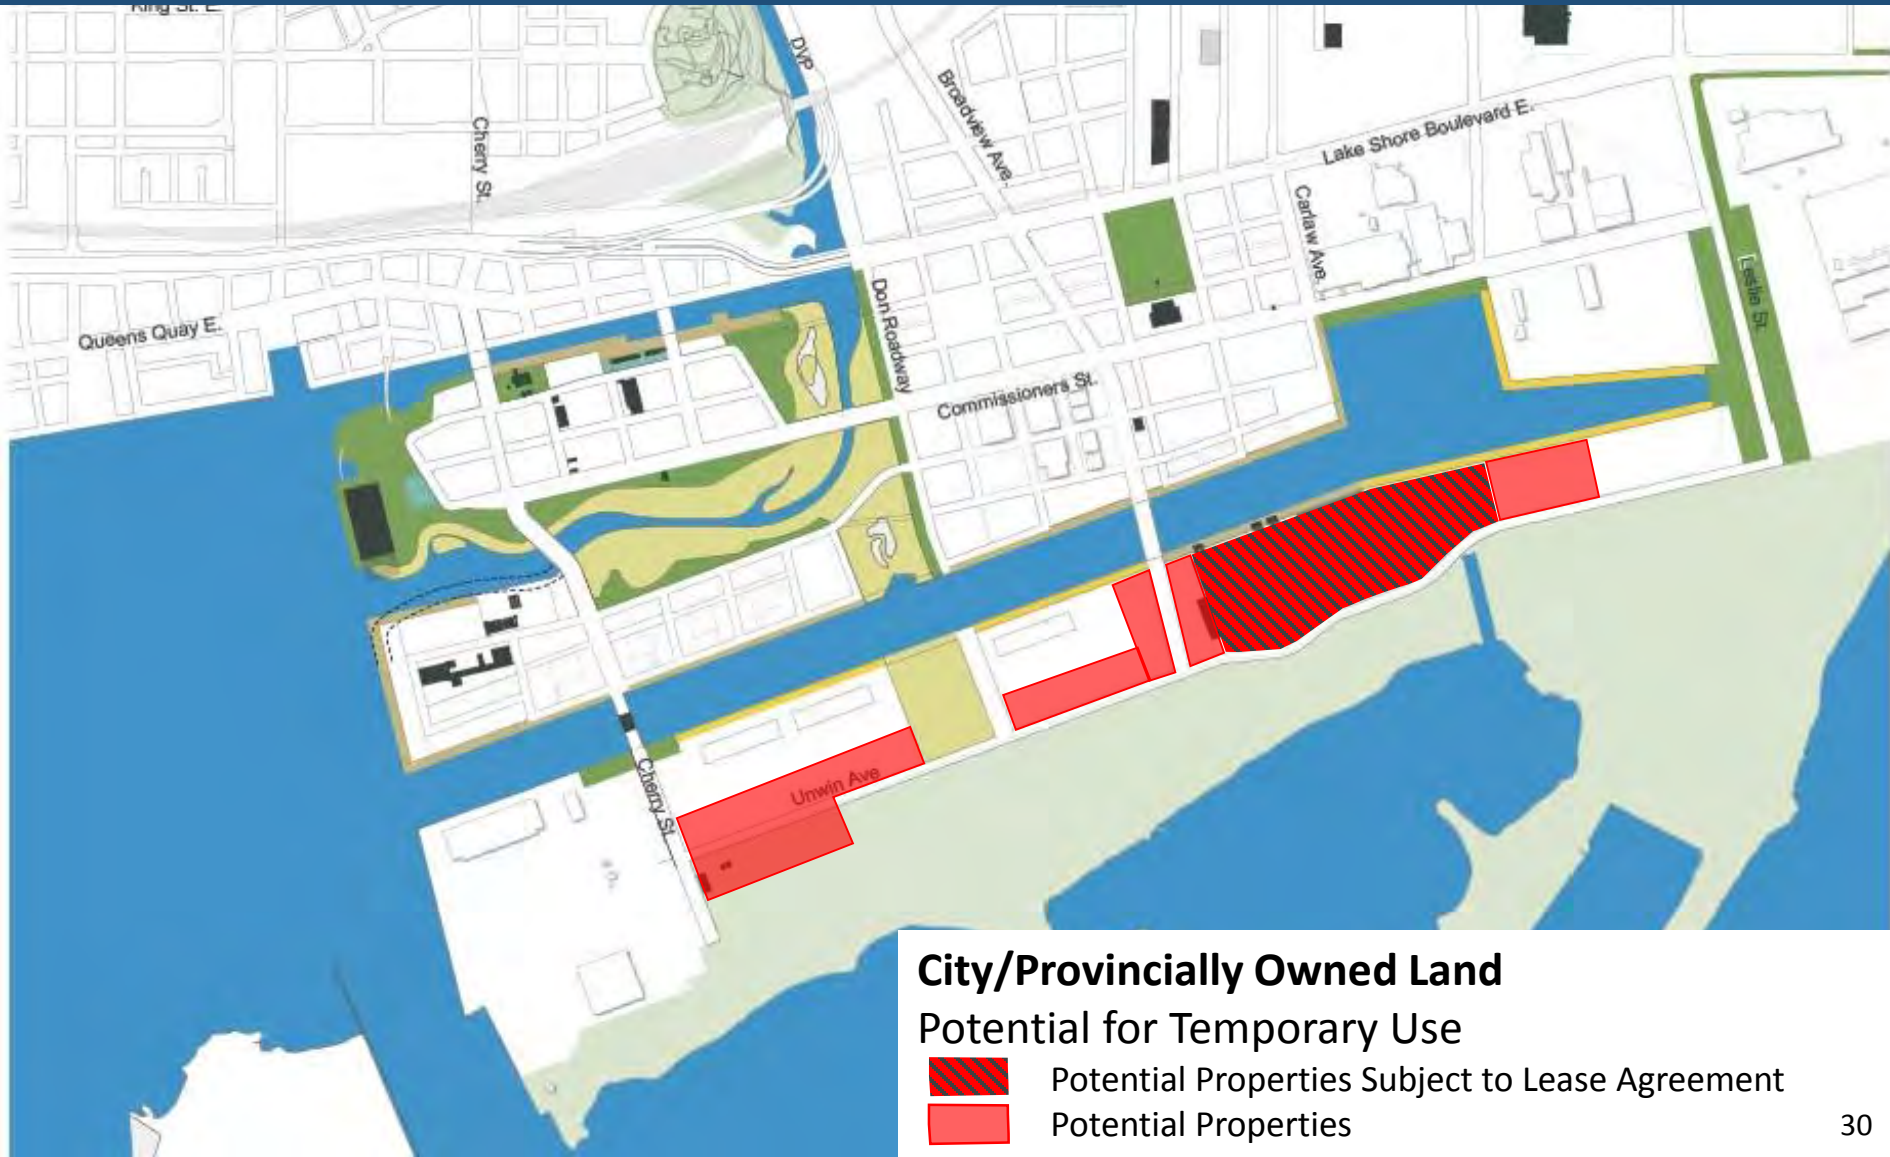 King St. E.
DVP
Broadview Ave.
Cherry St.
Lake Shore Boulevard E.
Carlaw Ave.
Leslie St.
Don Roadway
Queens Quay E.
Commissioners St.
Cherry St.
Unwin Ave
City/Provincially Owned Land
Potential for Temporary Use
Potential Properties Subject to Lease Agreement
Potential Properties
30